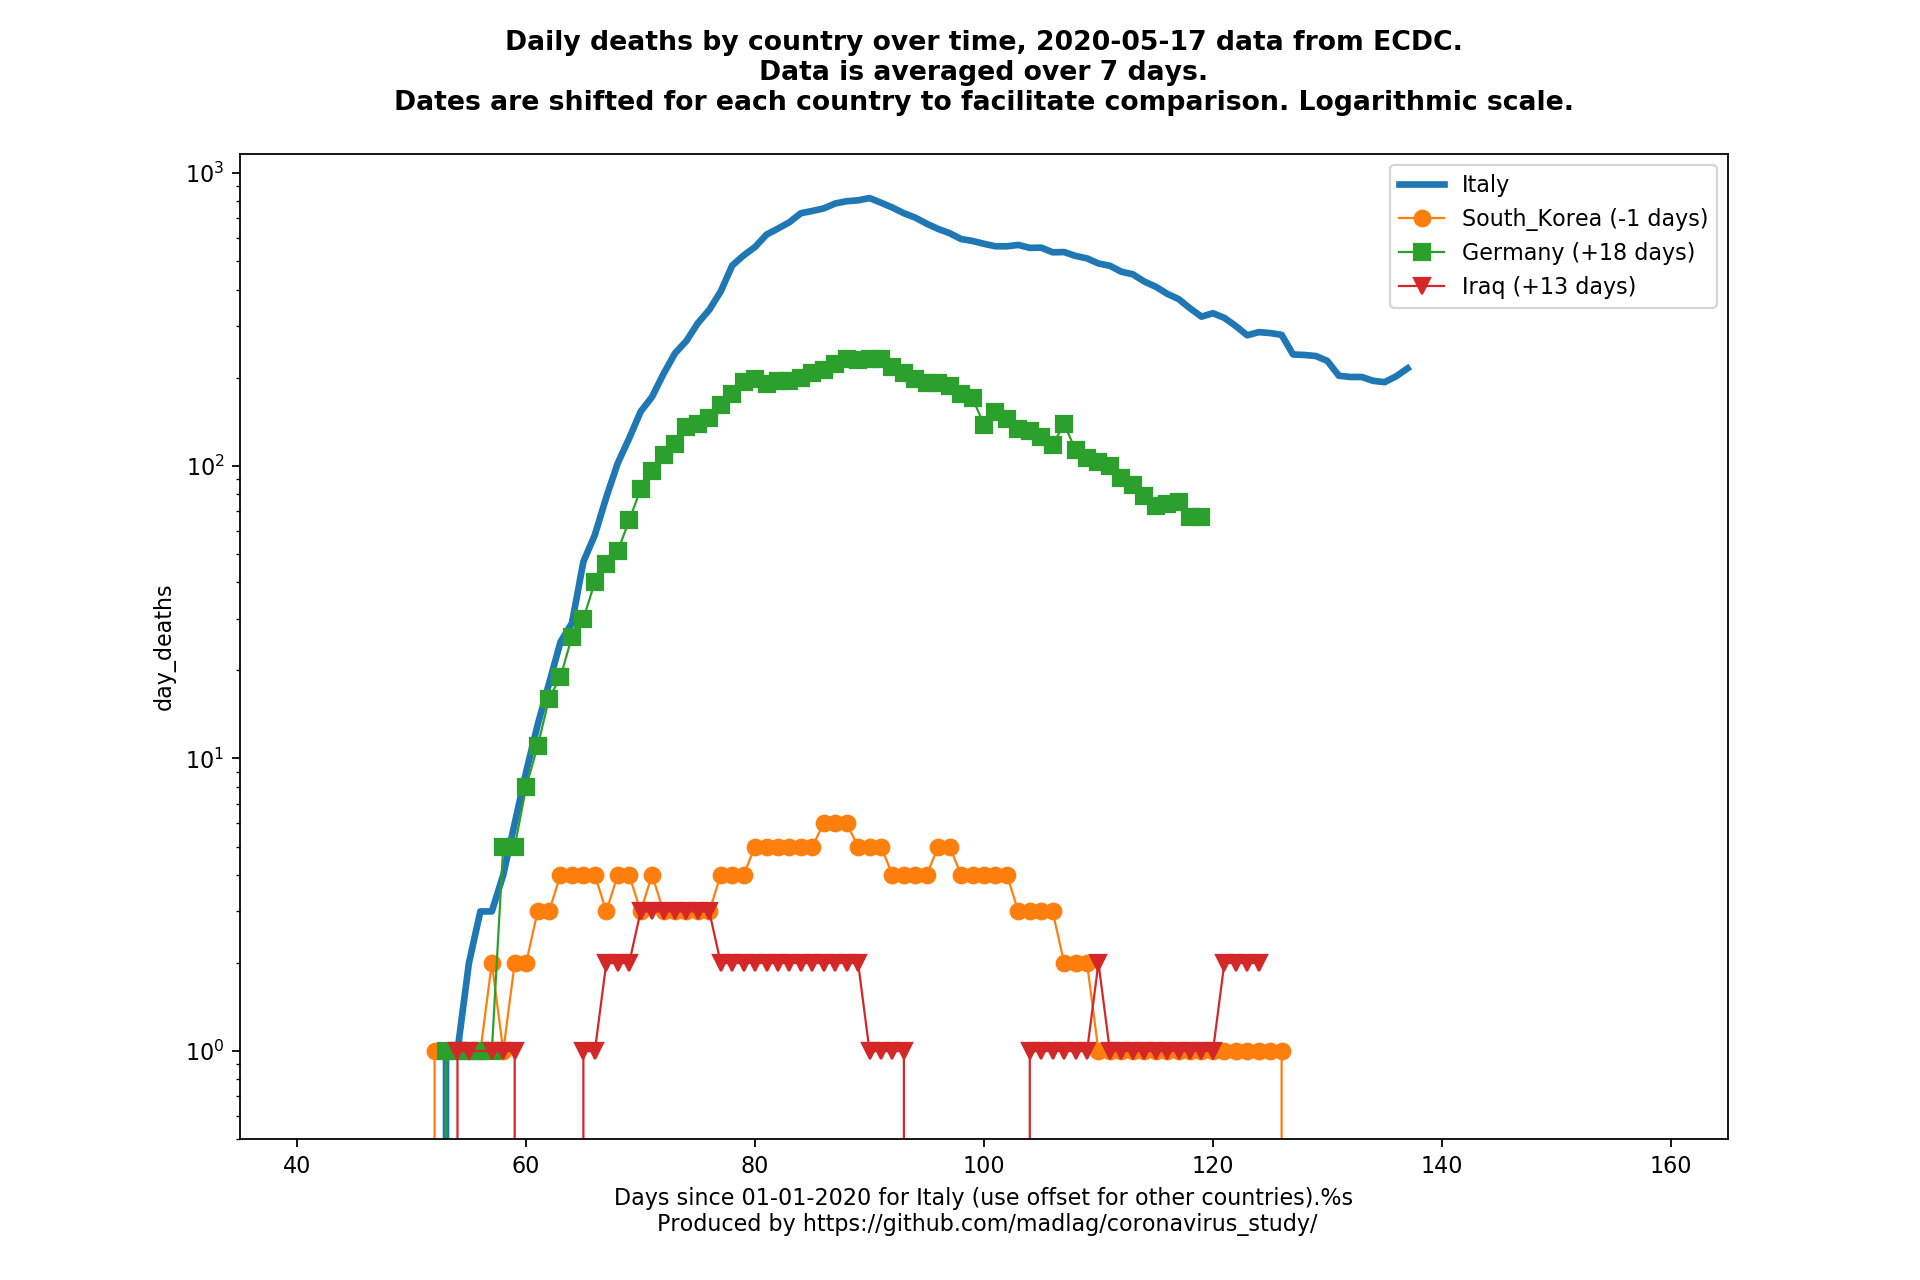 Daily deaths by country over time, 2020-05-17 data from ECDC.
Data is averaged over 7 days.
Dates are shifted for each country to facilitate comparison. Logarithmic scale.
10³
10²
10¹
10⁰
day_deaths
Italy
South_Korea (-1 days)
Germany (+18 days)
Iraq (+13 days)
40 60 80 100 120 140 160
Days since 01-01-2020 for Italy (use offset for other countries).%s
Produced by https://github.com/madlag/coronavirus_study/